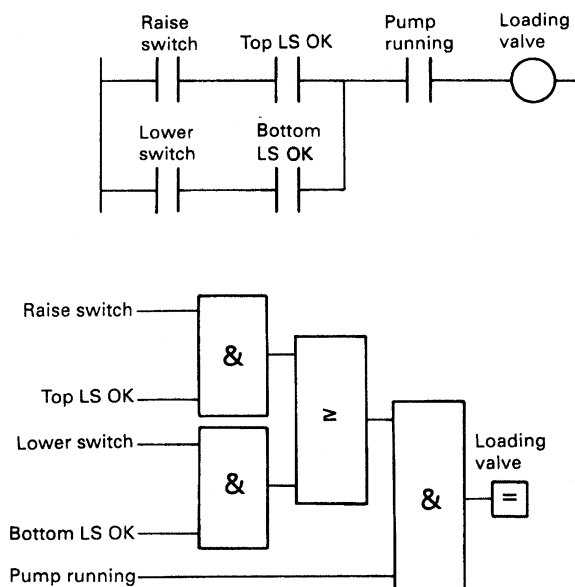 Raise
switch
Top LS OK
Pump
running
Loading
valve
Lower
switch
Bottom
LS OK
Raise switch
&
Top LS OK
≥
Lower switch
&
Bottom LS OK
&
Loading
valve
=
Pump running